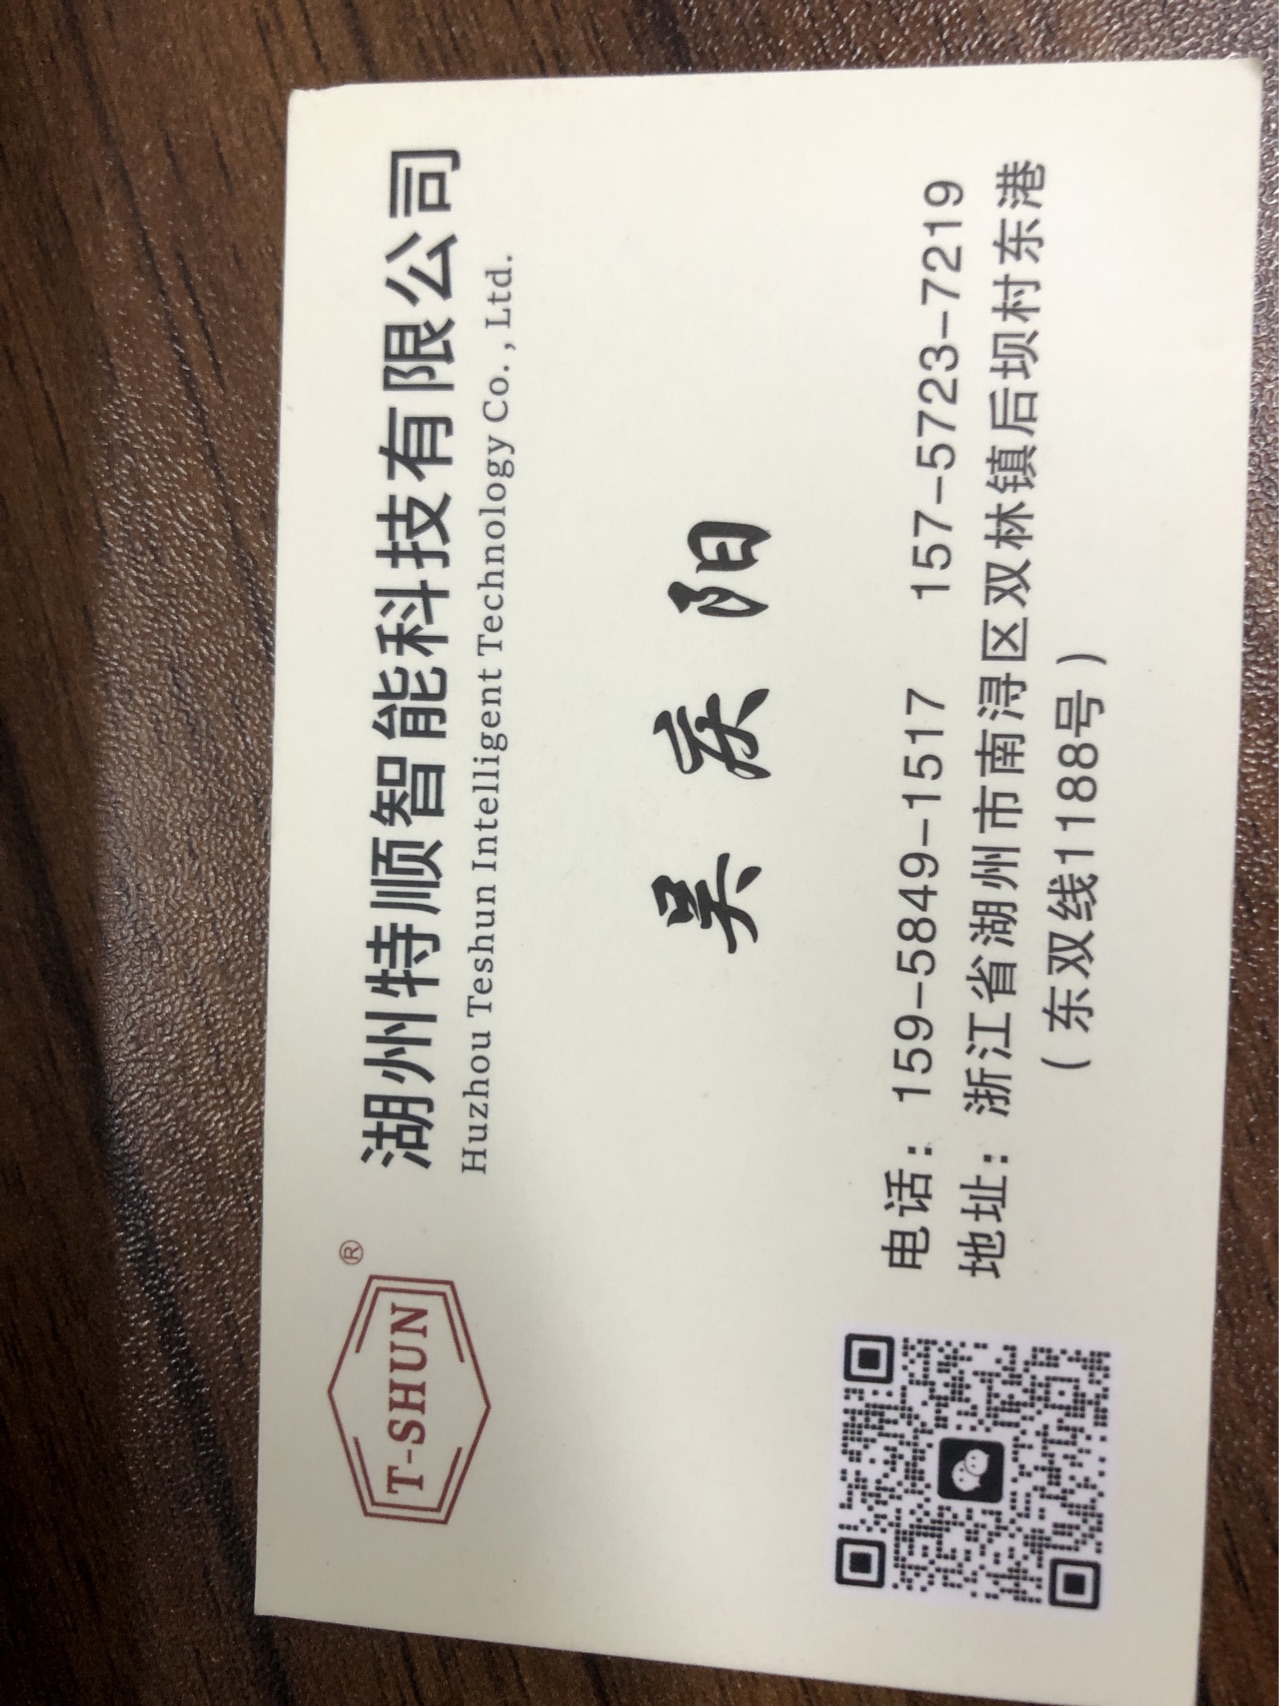 T-SHUN®
湖州特顺智能科技有限公司
Huzhou Teshun Intelligent Technology Co., Ltd.
吴庆阳
电话：159-5849-1517 157-5723-7219
地址：浙江省湖州市南浔区双林镇后坝村东港
（东双线1188号）